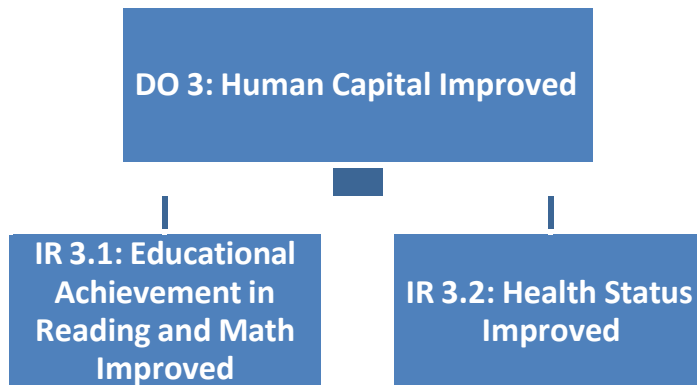 DO 3: Human Capital Improved
IR 3.1: Educational
Achievement in
Reading and Math
Improved
IR 3.2: Health Status
Improved